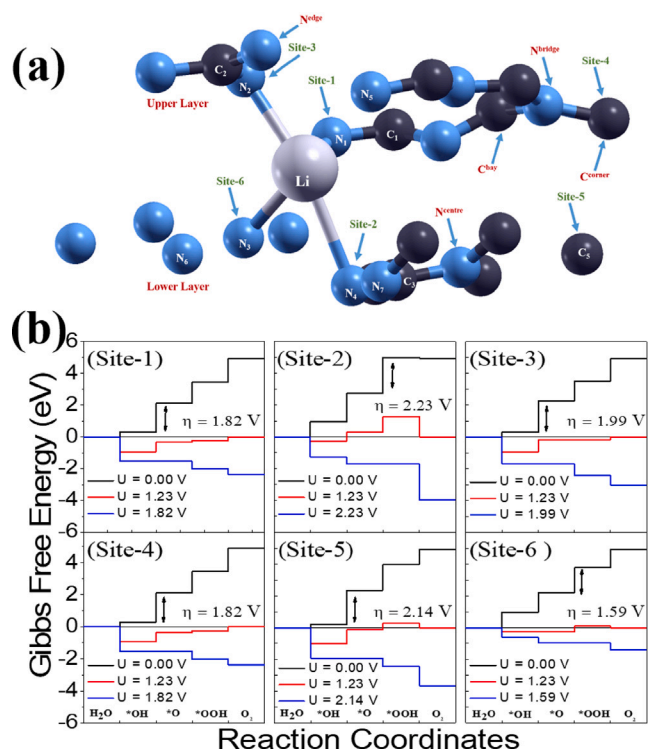 (a)
N^edge
Site-3
C₂
N₂
Upper Layer
Site-1
N₅
N^bridge
Site-4
N₁
C₁
Li
C^bay
C^corner
Site-6
Site-2
N^centre
Site-5
N₃
N₆
Lower Layer
N₄
N₇
C₃
C₅
(b)
Gibbs Free Energy (eV)
6
4
2
0
-2
-4
-6
(Site-1)
η = 1.82 V
U = 0.00 V
U = 1.23 V
U = 1.82 V
(Site-2)
η = 2.23 V
U = 0.00 V
U = 1.23 V
U = 2.23 V
(Site-3)
η = 1.99 V
U = 0.00 V
U = 1.23 V
U = 1.99 V
4
2
0
-2
-4
-6
(Site-4)
η = 1.82 V
U = 0.00 V
U = 1.23 V
U = 1.82 V
(Site-5)
η = 2.14 V
U = 0.00 V
U = 1.23 V
U = 2.14 V
(Site-6 )
η = 1.59 V
U = 0.00 V
U = 1.23 V
U = 1.59 V
H₂O *OH *O *OOH O₂
H₂O *OH *O *OOH O₂
H₂O *OH *O *OOH O₂
Reaction Coordinates